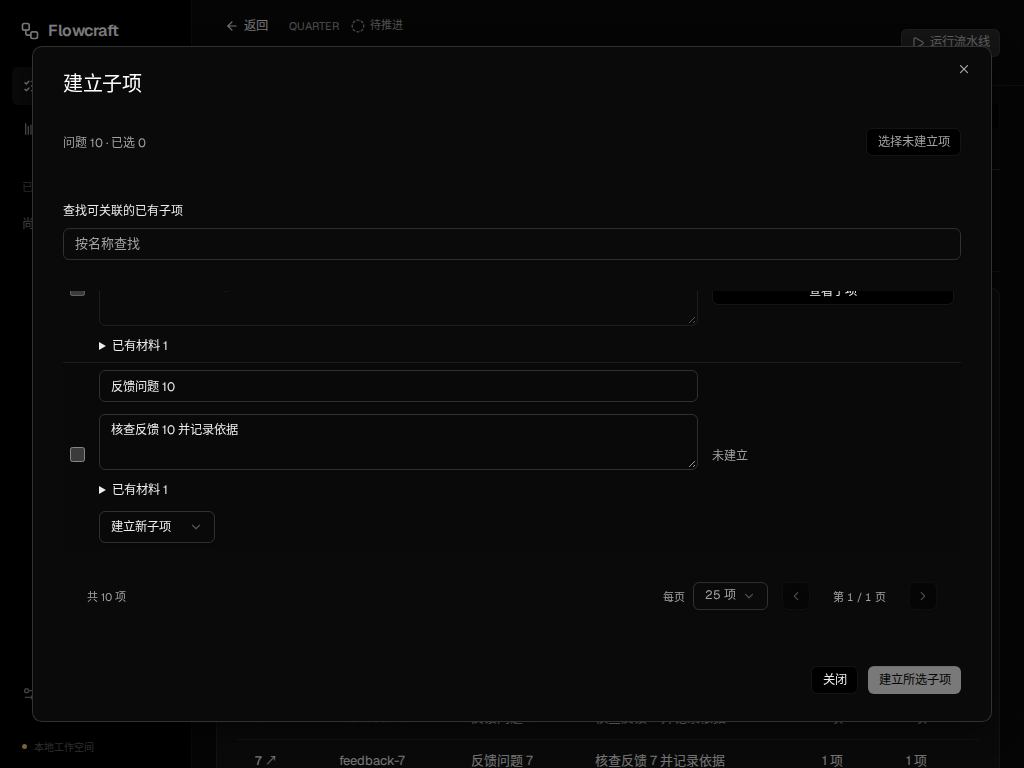 Flowcraft
返回
QUARTER
待推进
运行流水线
建立子项
问题 10 · 已选 0
选择未建立项
查找可关联的已有子项
按名称查找
查看子项
已有材料 1
反馈问题 10
核查反馈 10 并记录依据
未建立
已有材料 1
建立新子项
共 10 项
每页
25 项
第 1 / 1 页
关闭
建立所选子项
本地工作空间
7 ↗
feedback-7
反馈问题 7
核查反馈 7 并记录依据
1 项
1 项